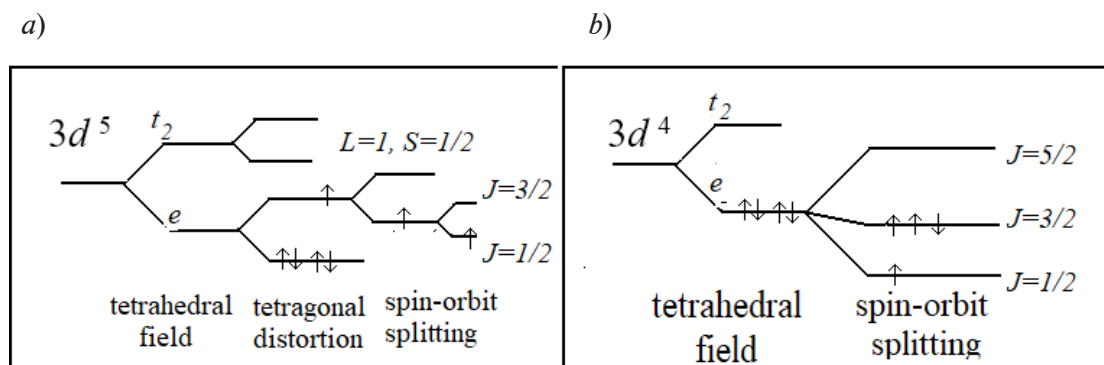 a)
3d 5
t2
L=1, S=1/2
e
J=3/2
J=1/2
tetrahedral
field
tetragonal
distortion
spin-orbit
splitting
b)
3d 4
t2
e
J=5/2
J=3/2
J=1/2
tetrahedral
field
spin-orbit
splitting